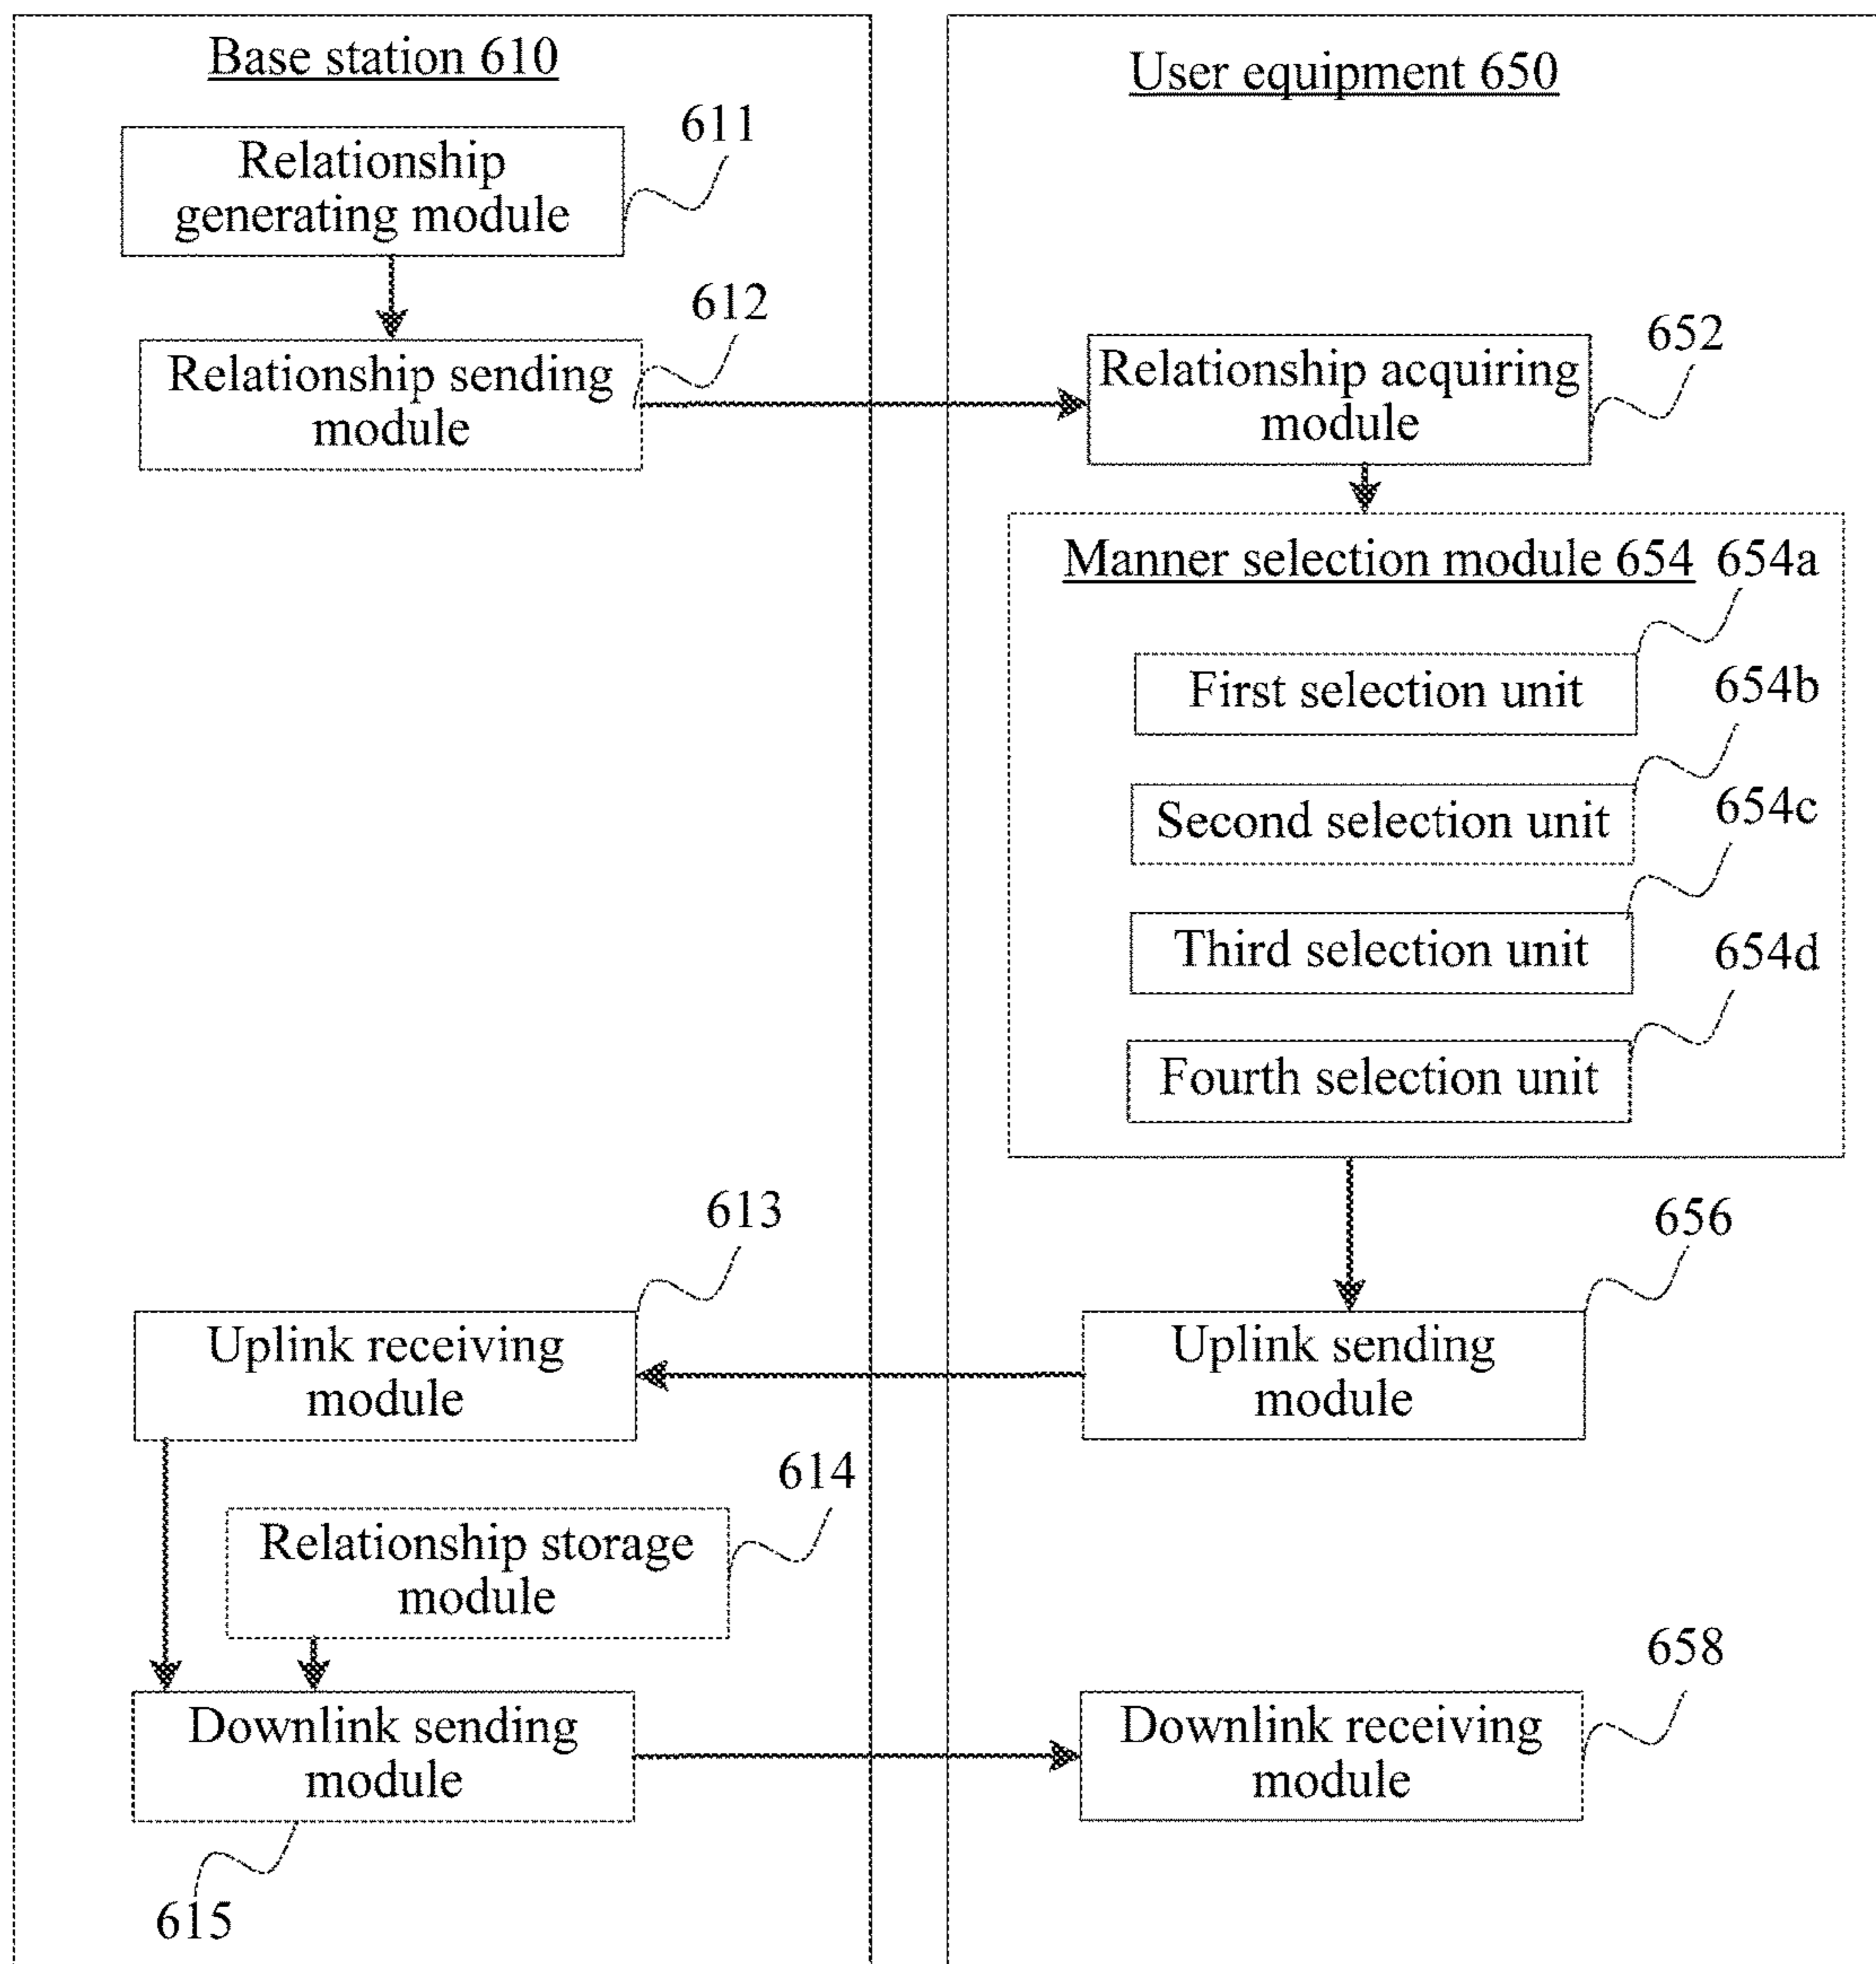 Base station 610
611
Relationship
generating module
612
Relationship sending
module
User equipment 650
652
Relationship acquiring
module
Manner selection module 654
654a
First selection unit
654b
Second selection unit
654c
Third selection unit
654d
Fourth selection unit
656
Uplink sending
module
613
Uplink receiving
module
614
Relationship storage
module
Downlink sending
module
615
658
Downlink receiving
module